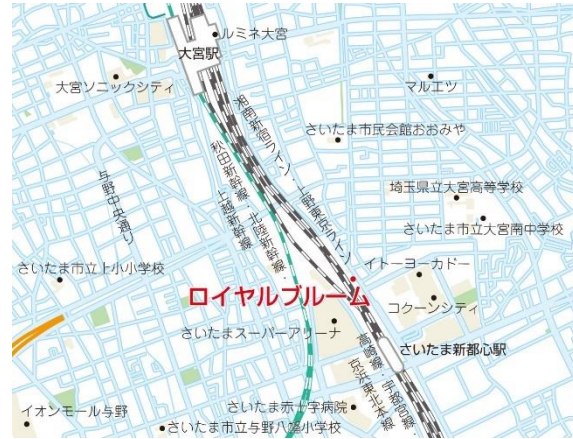 ルミネ大宮
大宮駅
大宮ソニックシティ
マルエツ
湘南新宿ライン・上野東京ライン
さいたま市民会館おおみや
秋田新幹線・北陸新幹線・
上越新幹線
与野中央通り
埼玉県立大宮高等学校
さいたま市立大宮南中学校
さいたま市立上小小学校
イトーヨーカドー
ロイヤルブルーム
コクーンシティ
さいたまスーパーアリーナ
さいたま新都心駅
高崎線・宇都宮線・
京浜東北本線
さいたま赤十字病院
イオンモール与野
さいたま市立与野八幡小学校